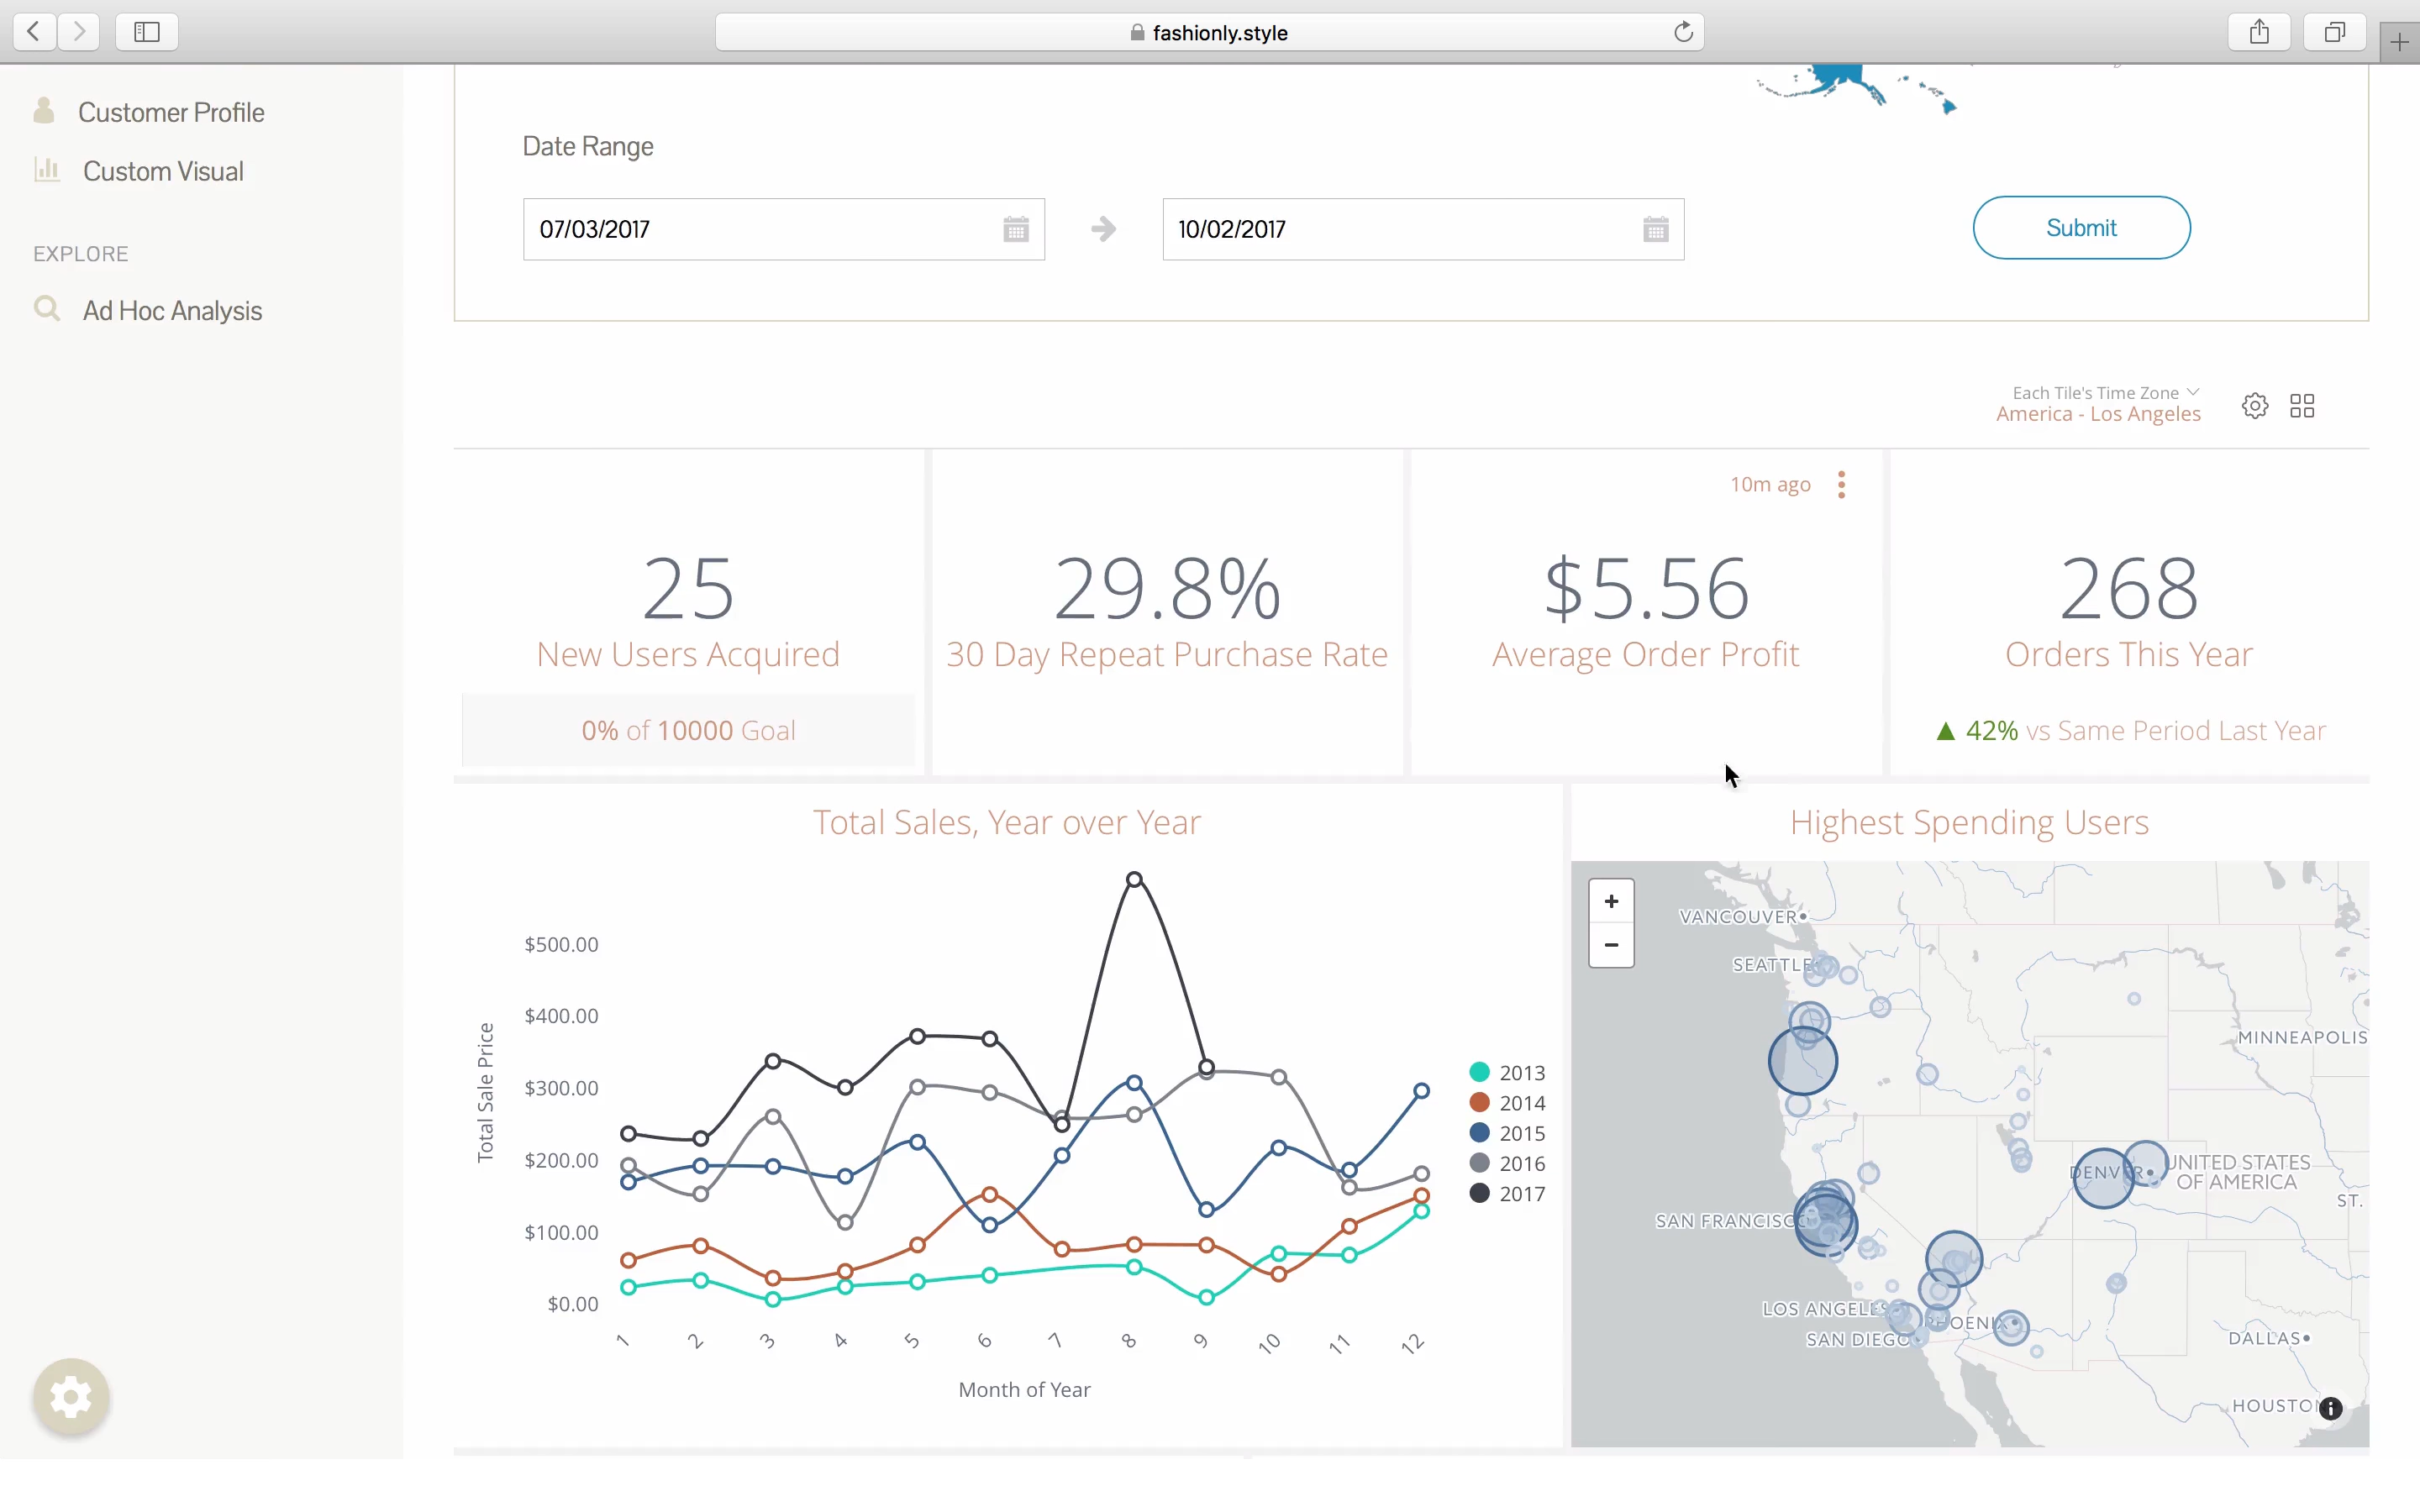 fashionly.style
Customer Profile
Custom Visual
EXPLORE
Ad Hoc Analysis
Date Range
07/03/2017
10/02/2017
Submit
Each Tile's Time Zone
America - Los Angeles
10m ago
25
New Users Acquired
0% of 10000 Goal
29.8%
30 Day Repeat Purchase Rate
$5.56
Average Order Profit
268
Orders This Year
▲ 42% vs Same Period Last Year
Total Sales, Year over Year
Total Sale Price
$500.00
$400.00
$300.00
$200.00
$100.00
$0.00
1 2 3 4 5 6 7 8 9 10 11 12
Month of Year
2013
2014
2015
2016
2017
Highest Spending Users
+
−
VANCOUVER
SEATTLE
MINNEAPOLIS
DENVER
UNITED STATES
OF AMERICA
ST.
SAN FRANCISCO
LOS ANGELES
PHOENIX
SAN DIEGO
DALLAS
HOUSTON